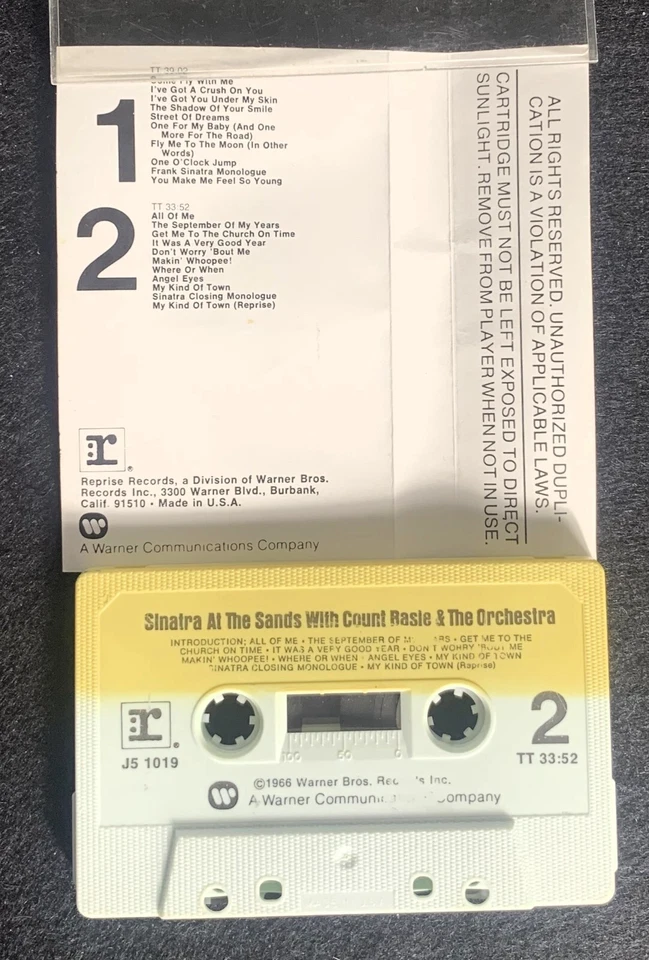 TT 39:02
Come Fly With Me
I've Got A Crush On You
I've Got You Under My Skin
The Shadow Of Your Smile
Street Of Dreams
One For My Baby (And One
More For The Road)
Fly Me To The Moon (In Other
Words)
One O'Clock Jump
Frank Sinatra Monologue
You Make Me Feel So Young
1
TT 33:52
All Of Me
The September Of My Years
Get Me To The Church On Time
It Was A Very Good Year
Don't Worry 'Bout Me
Makin' Whoopee!
Where Or When
Angel Eyes
My Kind Of Town
Sinatra Closing Monologue
My Kind Of Town (Reprise)
2
r®
Reprise Records, a Division of Warner Bros.
Records Inc., 3300 Warner Blvd., Burbank,
Calif. 91510 • Made in U.S.A.
A Warner Communications Company
ALL RIGHTS RESERVED. UNAUTHORIZED DUPLI-
CATION IS A VIOLATION OF APPLICABLE LAWS.
CARTRIDGE MUST NOT BE LEFT EXPOSED TO DIRECT
SUNLIGHT. REMOVE FROM PLAYER WHEN NOT IN USE.
Sinatra At The Sands With Count Basie & The Orchestra
INTRODUCTION; ALL OF ME • THE SEPTEMBER OF • GET ME TO THE
CHURCH ON TIME • IT WAS A VERY GOOD YEAR • DON'T WORRY 'BOUT ME
MAKIN' WHOOPEE! • WHERE OR WHEN • ANGEL EYES • MY KIND OF TOWN
SINATRA CLOSING MONOLOGUE • MY KIND OF TOWN (Reprise)
r®
J5 1019
100 50 0
2
TT 33:52
©1966 Warner Bros. Inc.
A Warner Company